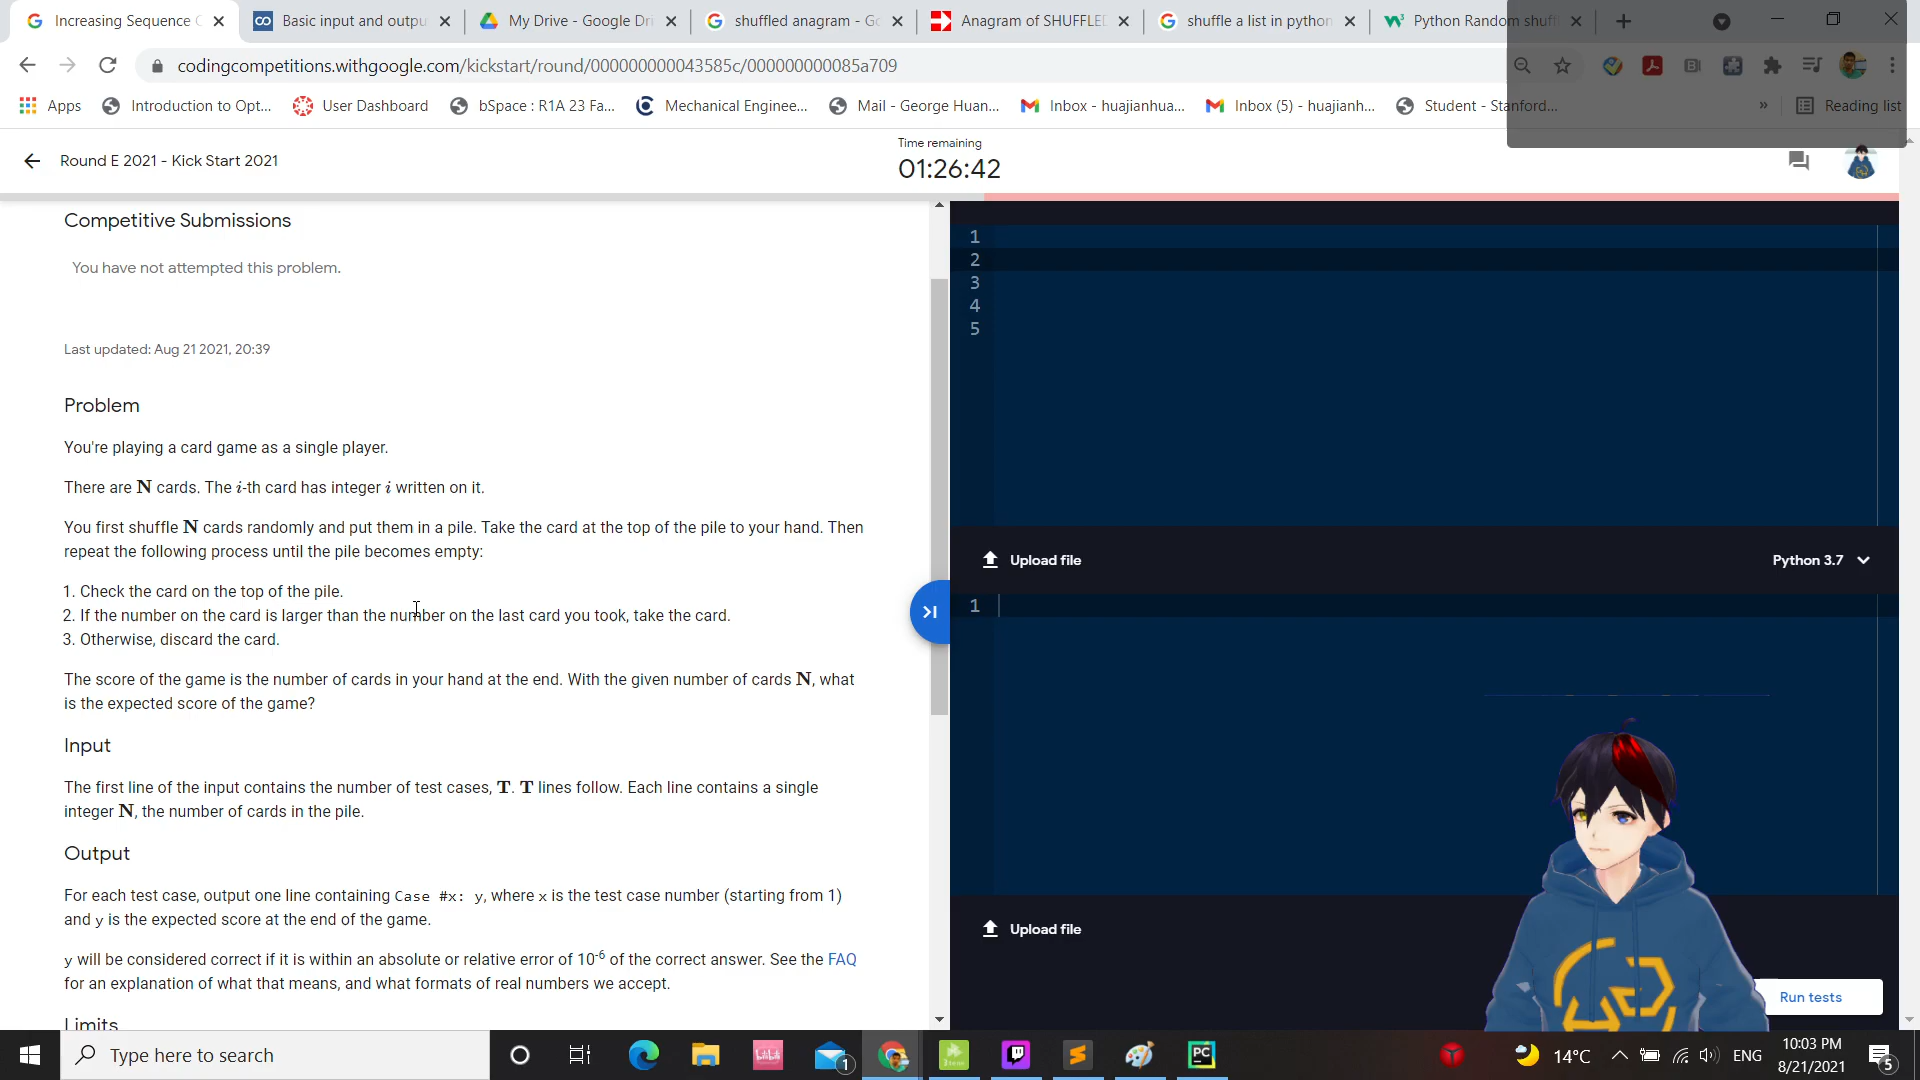 Increasing Sequence C
Basic input and outpu
My Drive - Google Dri
shuffled anagram - Go
Anagram of SHUFFLED
shuffle a list in python
Python Random shuf
codingcompetitions.withgoogle.com/kickstart/round/000000000043585c/000000000085a709
Apps
Introduction to Opt...
User Dashboard
bSpace : R1A 23 Fa...
Mechanical Enginee...
Mail - George Huan...
Inbox - huajianhua...
Inbox (5) - huajianh...
Student - Stanford...
»
Reading list
Round E 2021 - Kick Start 2021
Time remaining
01:26:42
Competitive Submissions
You have not attempted this problem.
Last updated: Aug 21 2021, 20:39
Problem
You're playing a card game as a single player.
There are N cards. The i-th card has integer i written on it.
You first shuffle N cards randomly and put them in a pile. Take the card at the top of the pile to your hand. Then
repeat the following process until the pile becomes empty:
1. Check the card on the top of the pile.
2. If the number on the card is larger than the number on the last card you took, take the card.
3. Otherwise, discard the card.
The score of the game is the number of cards in your hand at the end. With the given number of cards N, what
is the expected score of the game?
Input
The first line of the input contains the number of test cases, T. T lines follow. Each line contains a single
integer N, the number of cards in the pile.
Output
For each test case, output one line containing Case #x: y, where x is the test case number (starting from 1)
and y is the expected score at the end of the game.
y will be considered correct if it is within an absolute or relative error of 10-6 of the correct answer. See the FAQ
for an explanation of what that means, and what formats of real numbers we accept.
Limits
1
2
3
4
5
Upload file
Python 3.7
1
Upload file
Run tests
Type here to search
1
PC
14°C
ENG
10:03 PM
8/21/2021
5